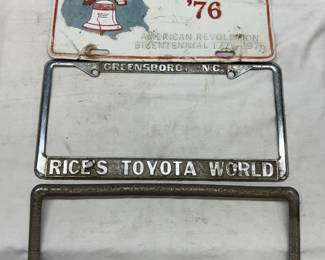 '76
AMERICAN REVOLUTION
BICENTENNIAL 1776-1976
GREENSBORO, N.C.
RICE'S TOYOTA WORLD